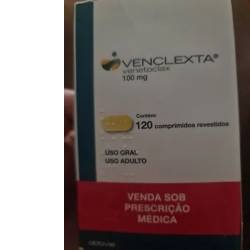 VENCLEXTA®
venetoclax
100 mg
Contém:
120 comprimidos revestidos
USO ORAL
USO ADULTO
VENDA SOB
PRESCRIÇÃO
MÉDICA